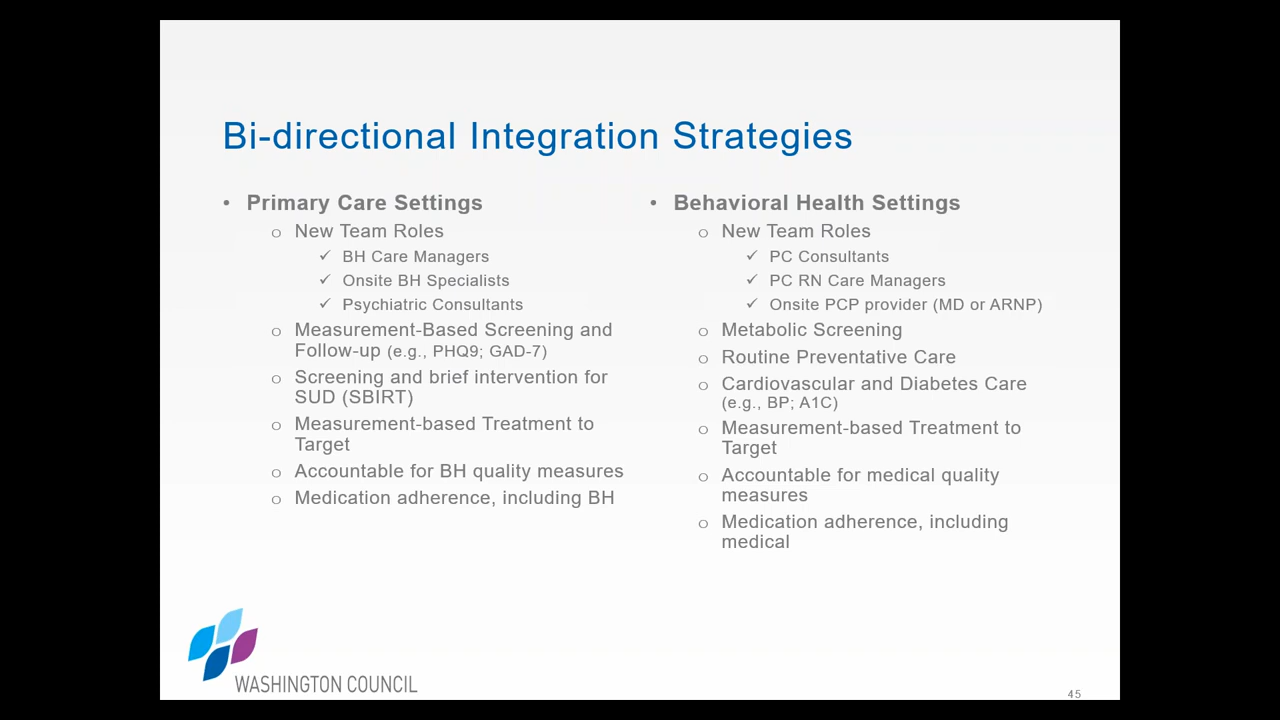 Bi-directional Integration Strategies
• Primary Care Settings
o New Team Roles
✓ BH Care Managers
✓ Onsite BH Specialists
✓ Psychiatric Consultants
o Measurement-Based Screening and
Follow-up (e.g., PHQ9; GAD-7)
o Screening and brief intervention for
SUD (SBIRT)
o Measurement-based Treatment to
Target
o Accountable for BH quality measures
o Medication adherence, including BH
• Behavioral Health Settings
o New Team Roles
✓ PC Consultants
✓ PC RN Care Managers
✓ Onsite PCP provider (MD or ARNP)
o Metabolic Screening
o Routine Preventative Care
o Cardiovascular and Diabetes Care
(e.g., BP; A1C)
o Measurement-based Treatment to
Target
o Accountable for medical quality
measures
o Medication adherence, including
medical
WASHINGTON COUNCIL
45